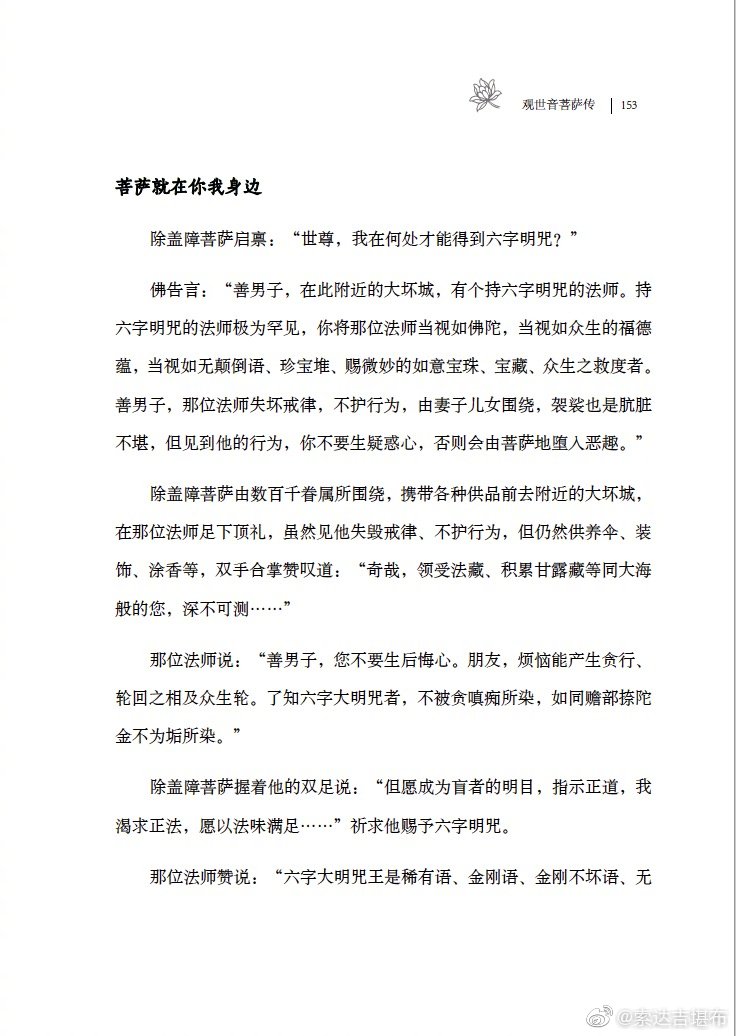 观世音菩萨传 153
菩萨就在你我身边
除盖障菩萨启禀：“世尊，我在何处才能得到六字明咒？”
佛告言：“善男子，在此附近的大坏城，有个持六字明咒的法师。持
六字明咒的法师极为罕见，你将那位法师当视如佛陀，当视如众生的福德
蕴，当视如无颠倒语、珍宝堆、赐微妙的如意宝珠、宝藏、众生之救度者。
善男子，那位法师失坏戒律，不护行为，由妻子儿女围绕，袈裟也是肮脏
不堪，但见到他的行为，你不要生疑惑心，否则会由菩萨地堕入恶趣。”
除盖障菩萨由数百千眷属所围绕，携带各种供品前去附近的大坏城，
在那位法师足下顶礼，虽然见他失毁戒律、不护行为，但仍然供养伞、装
饰、涂香等，双手合掌赞叹道：“奇哉，领受法藏、积累甘露藏等同大海
般的您，深不可测……”
那位法师说：“善男子，您不要生后悔心。朋友，烦恼能产生贪行、
轮回之相及众生轮。了知六字大明咒者，不被贪嗔痴所染，如同赡部捺陀
金不为垢所染。”
除盖障菩萨握着他的双足说：“但愿成为盲者的明目，指示正道，我
渴求正法，愿以法味满足……”祈求他赐予六字明咒。
那位法师赞说：“六字大明咒王是稀有语、金刚语、金刚不坏语、无
@索达吉堪布